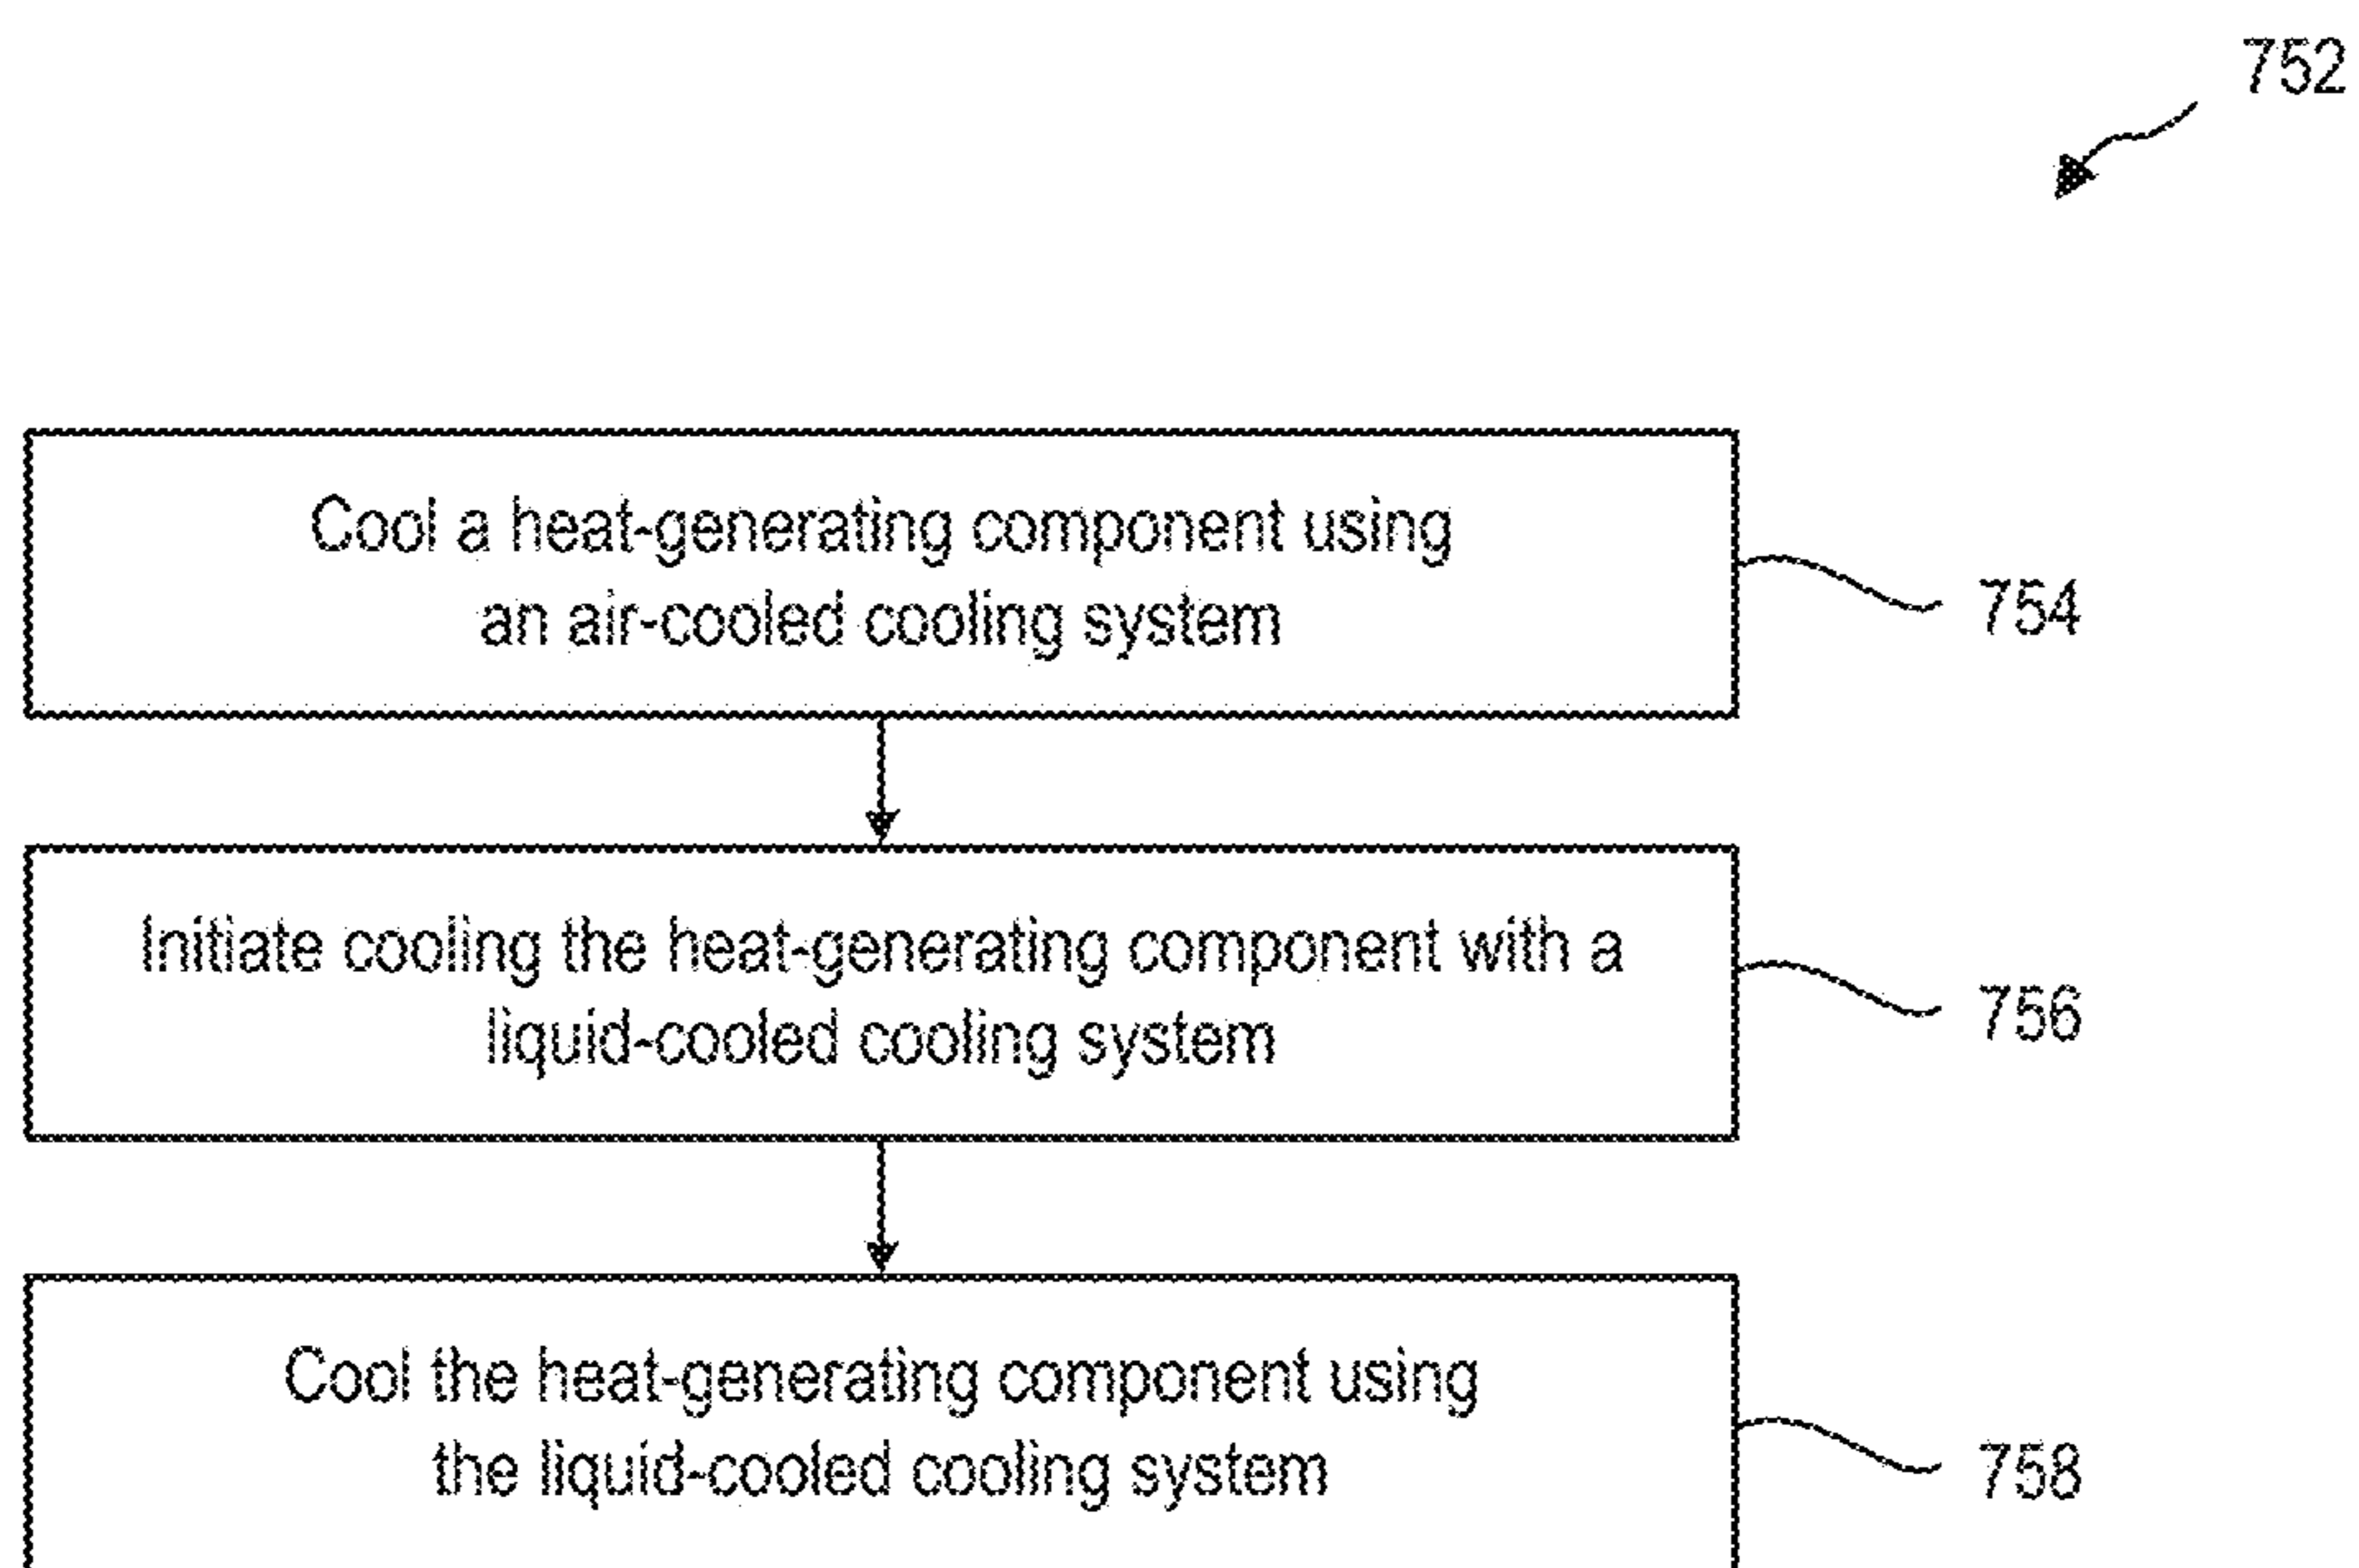 752
Cool a heat-generating component using
an air-cooled cooling system
754
Initiate cooling the heat-generating component with a
liquid-cooled cooling system
756
Cool the heat-generating component using
the liquid-cooled cooling system
758